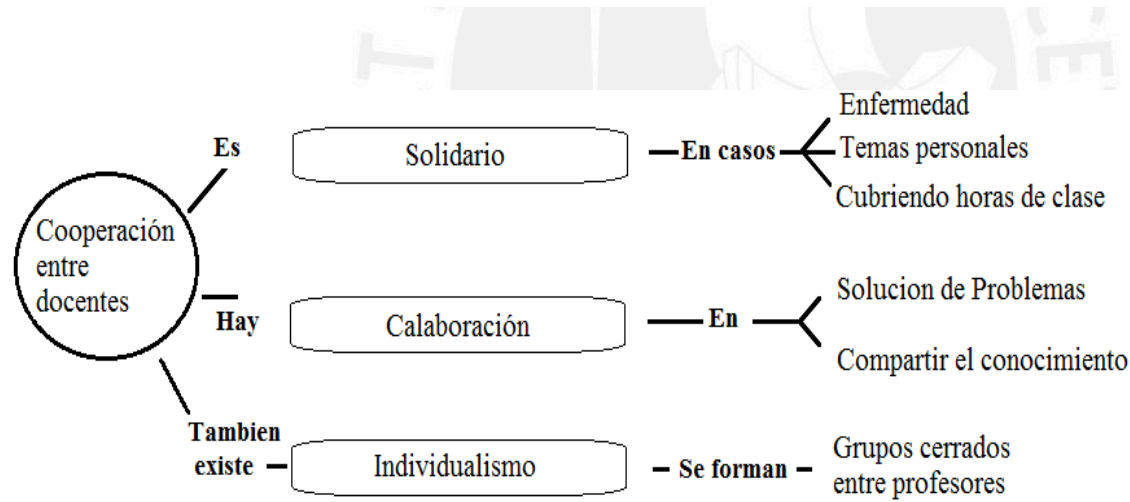 Cooperación
entre
docentes
Es
Solidario
En casos
Enfermedad
Temas personales
Cubriendo horas de clase
Hay
Calaboración
En
Solucion de Problemas
Compartir el conocimiento
Tambien
existe
Individualismo
Se forman
Grupos cerrados
entre profesores